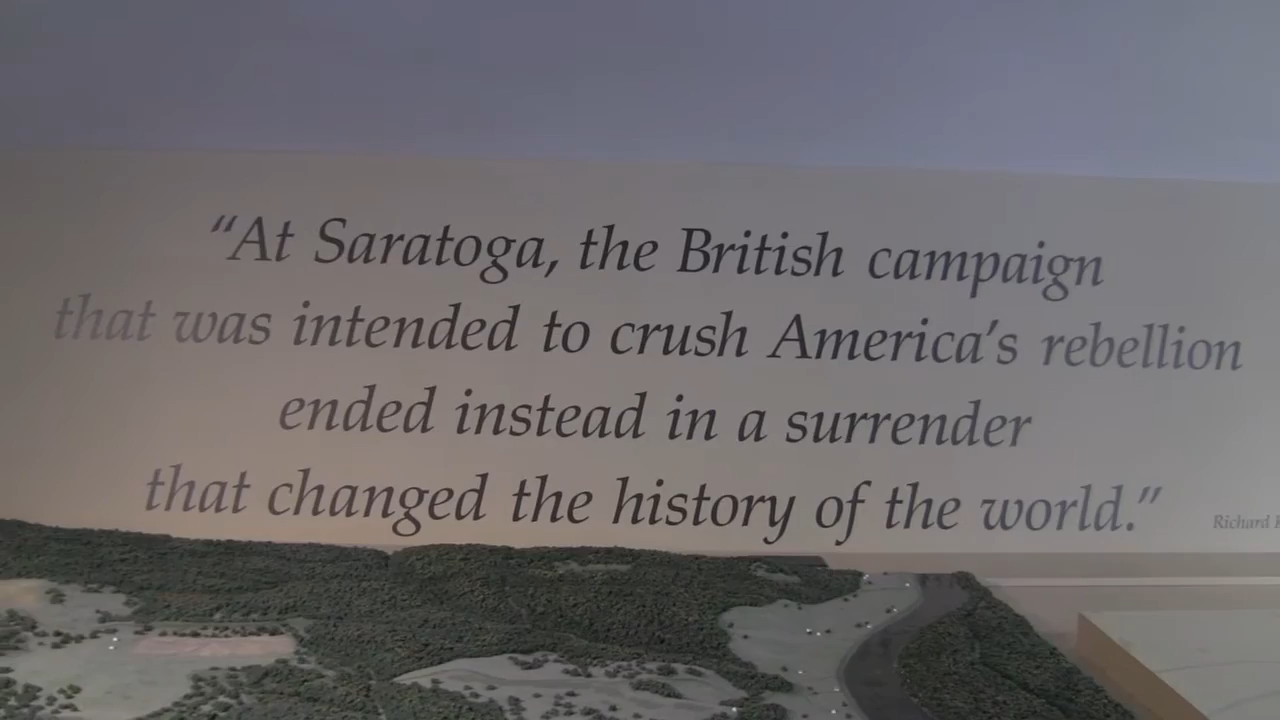 “At Saratoga, the British campaign
that was intended to crush America’s rebellion
ended instead in a surrender
that changed the history of the world.”
Richard